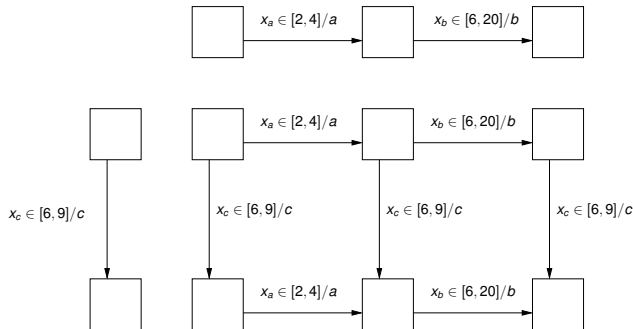 x_a ∈ [2,4]/a x_b ∈ [6,20]/b
x_a ∈ [2,4]/a x_b ∈ [6,20]/b
x_c ∈ [6,9]/c x_c ∈ [6,9]/c x_c ∈ [6,9]/c x_c ∈ [6,9]/c
x_a ∈ [2,4]/a x_b ∈ [6,20]/b